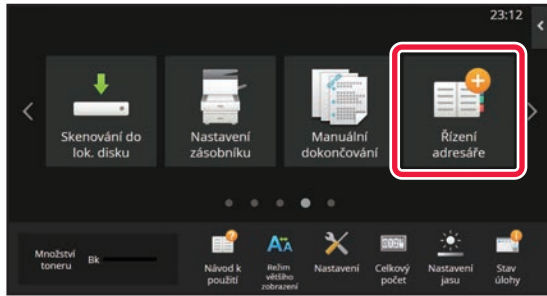 23:12
Skenování do
lok. disku
Nastavení
zásobníku
Manuální
dokončování
Řízení
adresáře
Množství
toneru
Bk
Návod k
použití
Režim
většího
zobrazení
Nastavení
Celkový
počet
Nastavení
jasu
Stav
úlohy